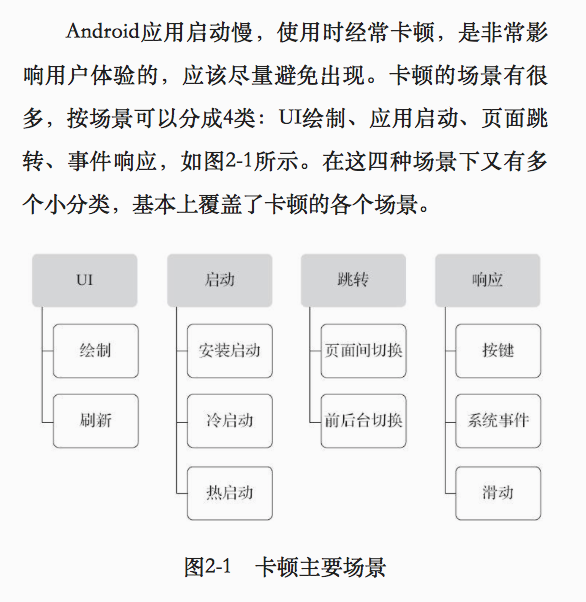 Android应用启动慢，使用时经常卡顿，是非常影
响用户体验的，应该尽量避免出现。卡顿的场景有很
多，按场景可以分成4类：UI绘制、应用启动、页面跳
转、事件响应，如图2-1所示。在这四种场景下又有多
个小分类，基本上覆盖了卡顿的各个场景。
UI
启动
跳转
响应
绘制
安装启动
页面间切换
按键
刷新
冷启动
前后台切换
系统事件
热启动
滑动
图2-1 卡顿主要场景